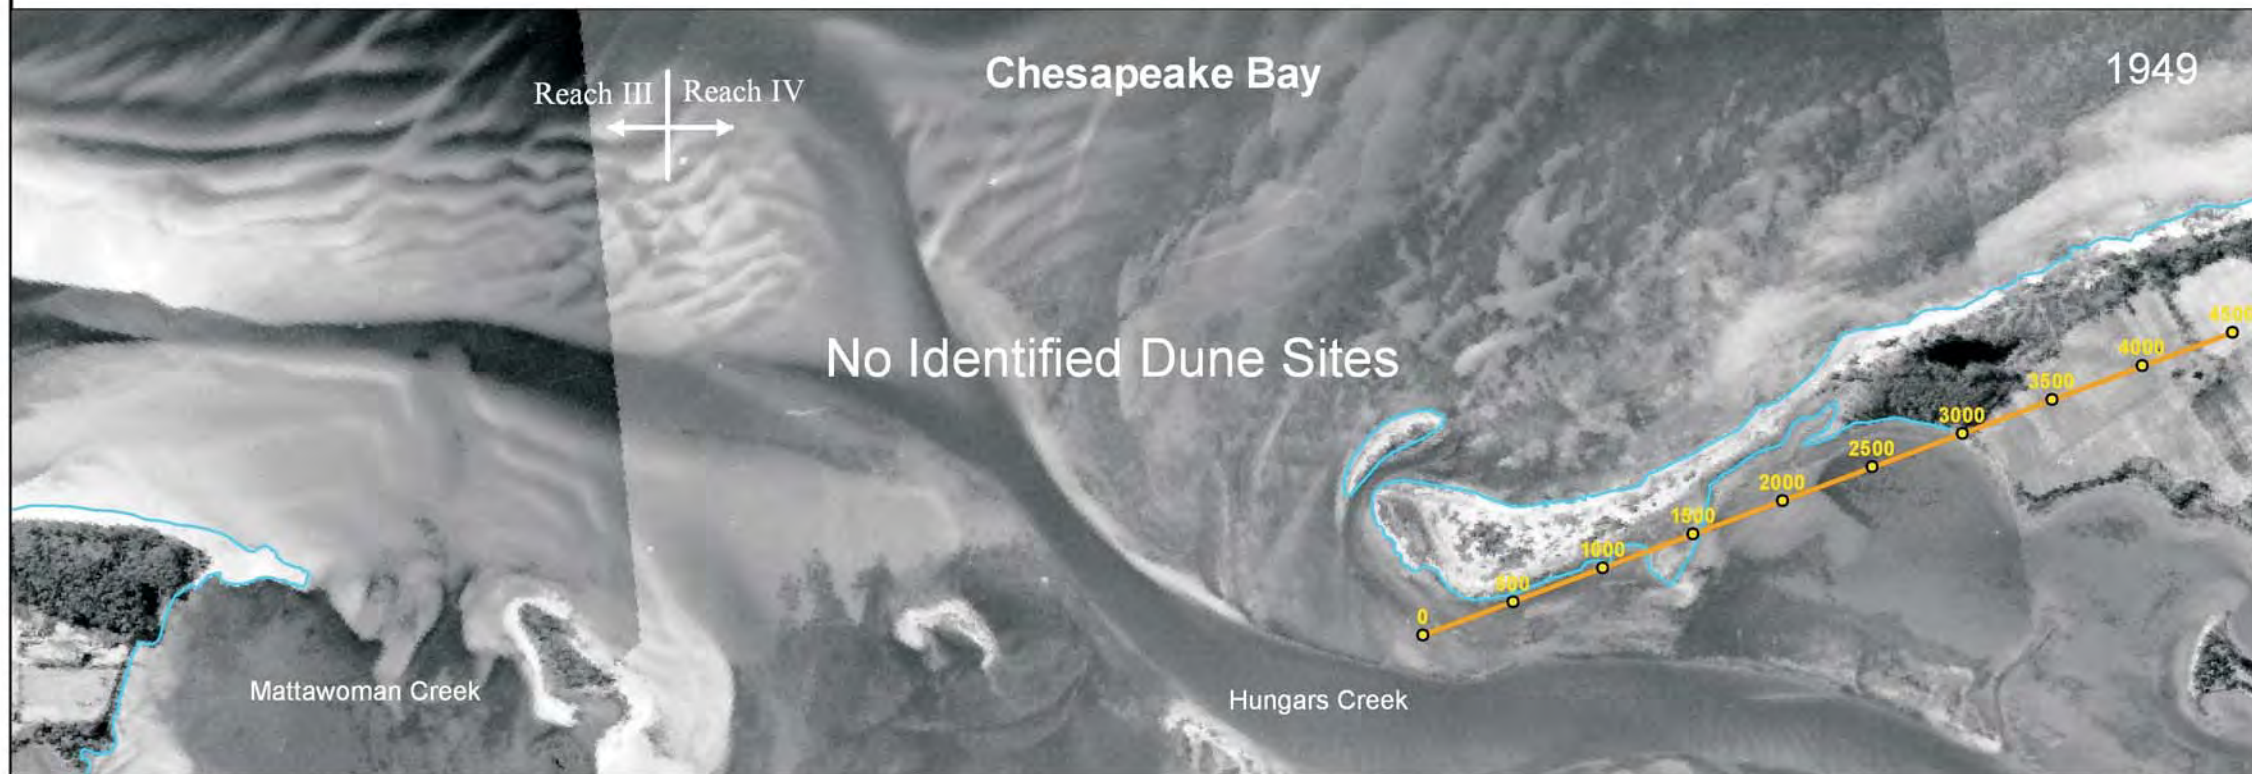 Chesapeake Bay
1949
Reach III
Reach IV
No Identified Dune Sites
4500
4000
3500
3000
2500
2000
1500
1000
500
0
Mattawoman Creek
Hungars Creek